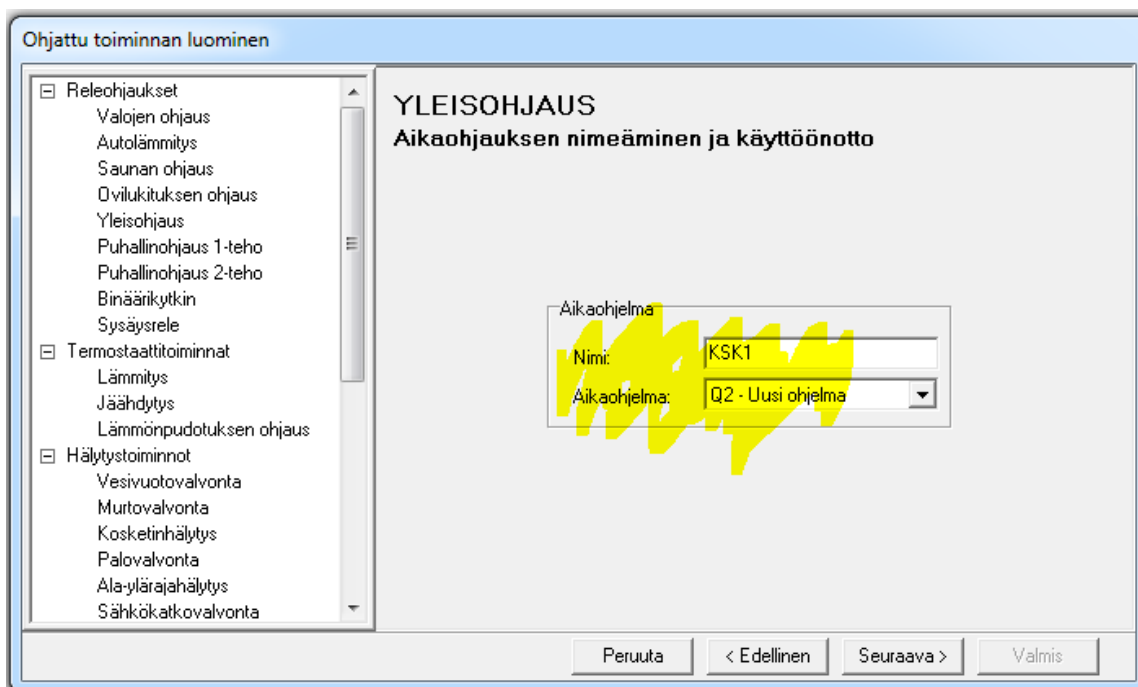 Ohjattu toiminnan luominen
Releohjaukset
Valojen ohjaus
Autolämmitys
Saunan ohjaus
Ovilukituksen ohjaus
Yleisohjaus
Puhallinohjaus 1-teho
Puhallinohjaus 2-teho
Binäärikytkin
Sysäysrele
Termostaattitoiminnat
Lämmitys
Jäähdytys
Lämmönpudotuksen ohjaus
Hälytystoiminnot
Vesivuotovalvonta
Murtovalvonta
Kosketinhälytys
Palovalvonta
Ala-ylärajahälytys
Sähkökatkovalvonta
YLEISOHJAUS
Aikaohjauksen nimeäminen ja käyttöönotto
Aikaohjelma
Nimi: KSK1
Aikaohjelma: Q2 - Uusi ohjelma
Peruuta < Edellinen Seuraava > Valmis